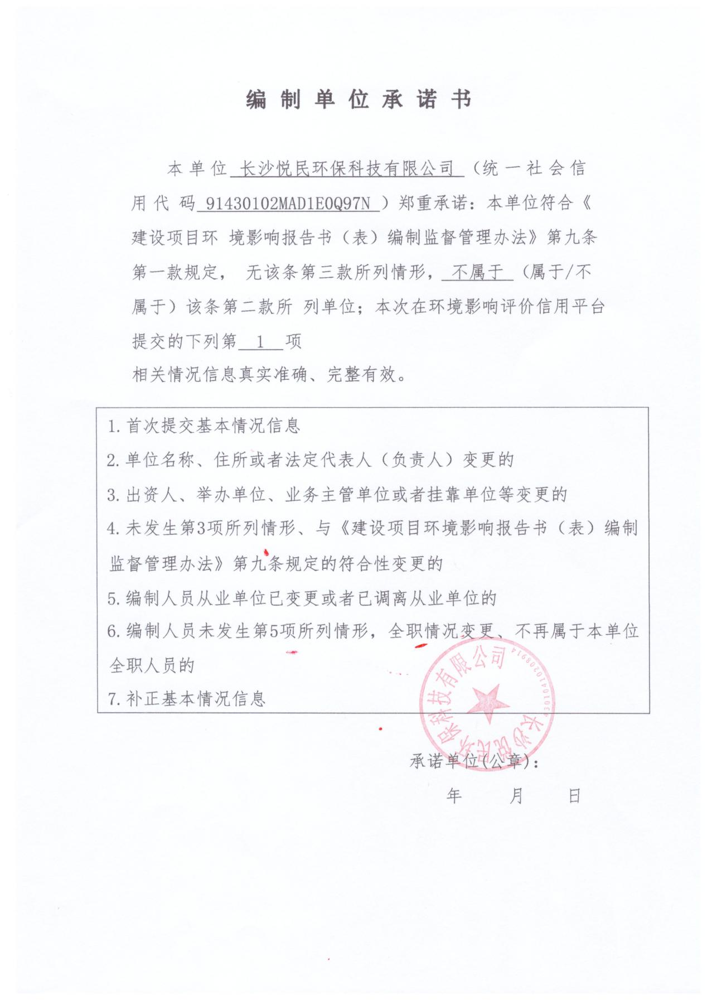 编制单位承诺书
本单位 长沙悦民环保科技有限公司 （统一社会信
用代 码 91430102MAD1E0Q97N ）郑重承诺：本单位符合《
建设项目环 境影响报告书（表）编制监督管理办法》第九条
第一款规定， 无该条第三款所列情形， 不属于 （属于/不
属于）该条第二款所 列单位；本次在环境影响评价信用平台
提交的下列第 1 项
相关情况信息真实准确、完整有效。
1.首次提交基本情况信息
2.单位名称、住所或者法定代表人（负责人）变更的
3.出资人、举办单位、业务主管单位或者挂靠单位等变更的
4.未发生第3项所列情形、与《建设项目环境影响报告书（表）编制
监督管理办法》第九条规定的符合性变更的
5.编制人员从业单位已变更或者已调离从业单位的
6.编制人员未发生第5项所列情形，全职情况变更、不再属于本单位
全职人员的
7.补正基本情况信息
长沙悦民环保科技有限公司
43010410208914
承诺单位(公章)：
年 月 日